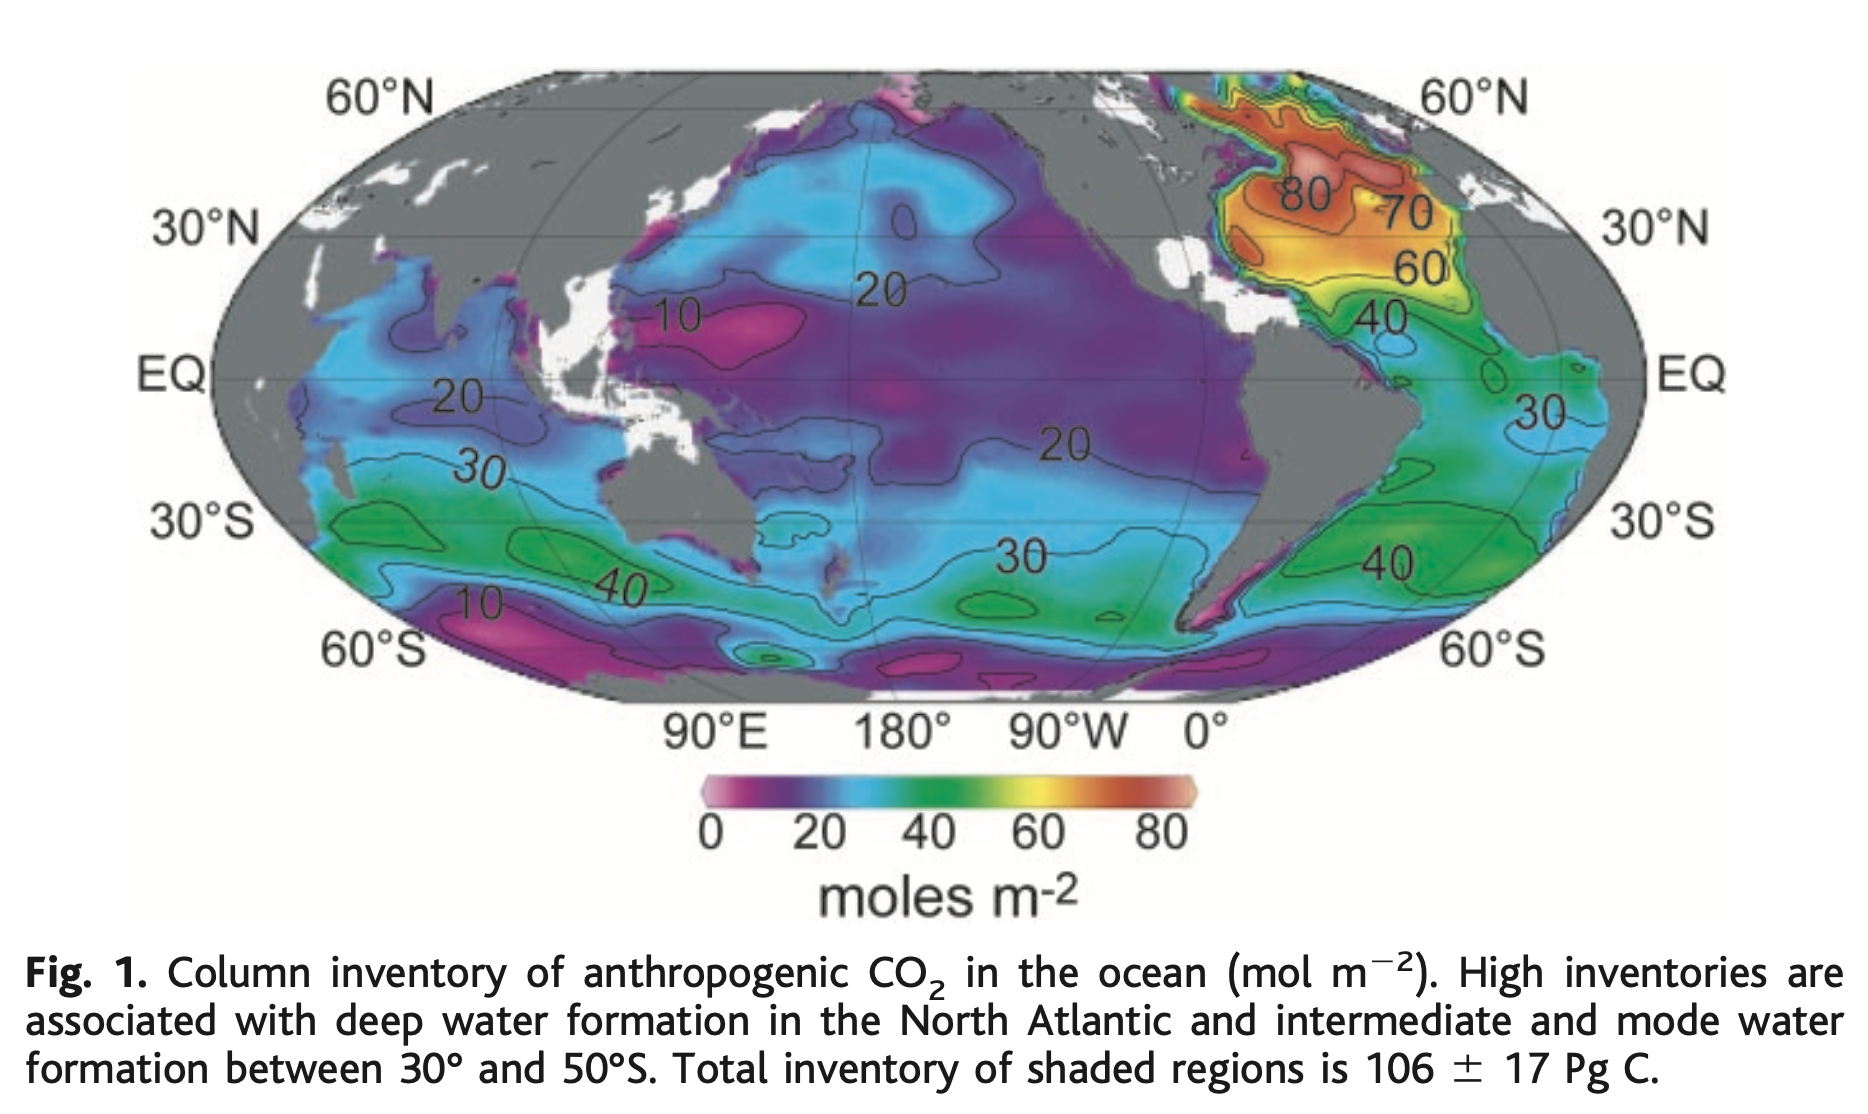 60°N 60°N
80 70
30°N 30°N
60
20
10 40
EQ EQ
20 30
20
30
30°S 30°S
30 40
40
10
60°S 60°S
90°E 180° 90°W 0°
0 20 40 60 80
moles m-2
Fig. 1. Column inventory of anthropogenic CO₂ in the ocean (mol m⁻²). High inventories are
associated with deep water formation in the North Atlantic and intermediate and mode water
formation between 30° and 50°S. Total inventory of shaded regions is 106 ± 17 Pg C.